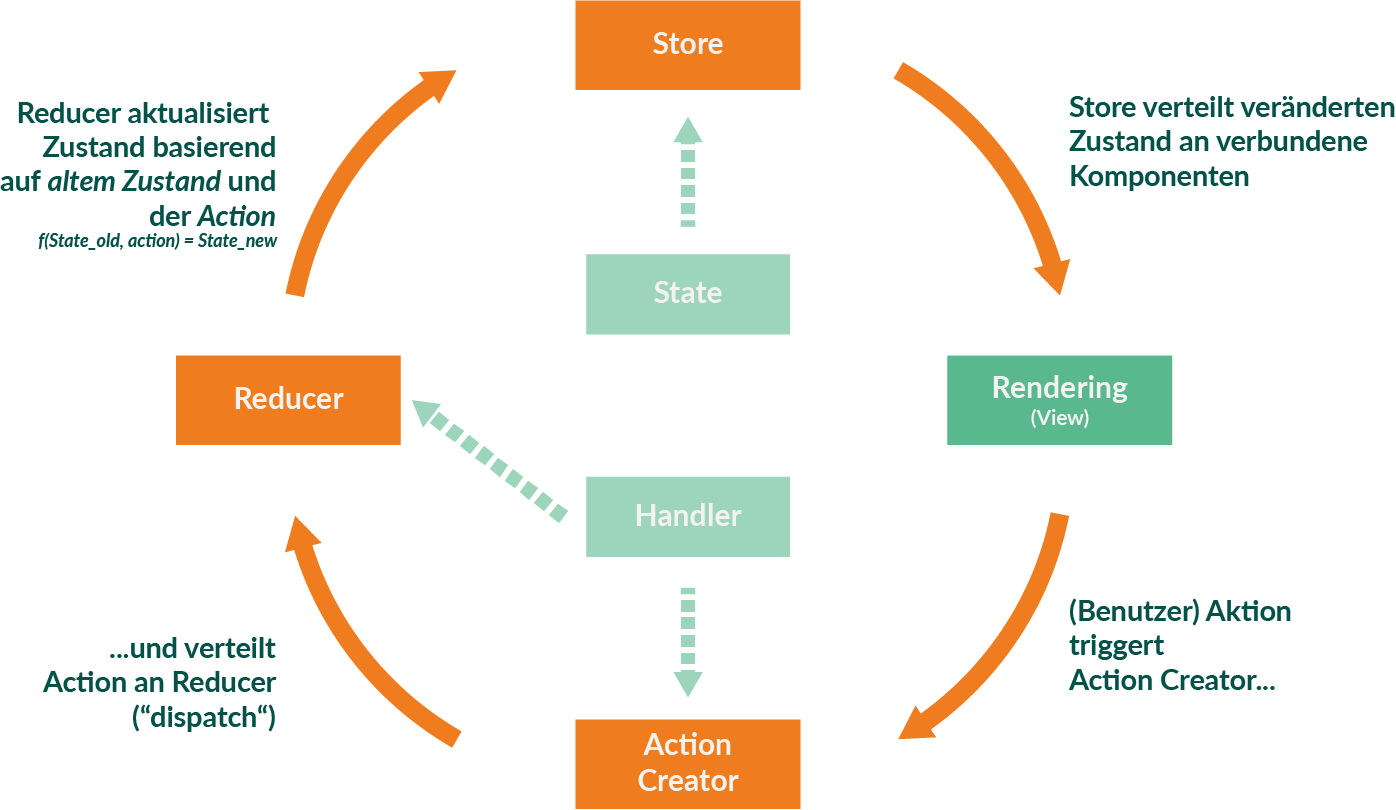 Store
Reducer aktualisiert
Zustand basierend
auf altem Zustand und
der Action
f(State_old, action) = State_new
Store verteilt veränderten
Zustand an verbundene
Komponenten
State
Reducer
Rendering
(View)
Handler
...und verteilt
Action an Reducer
(“dispatch“)
(Benutzer) Aktion
triggert
Action Creator...
Action
Creator